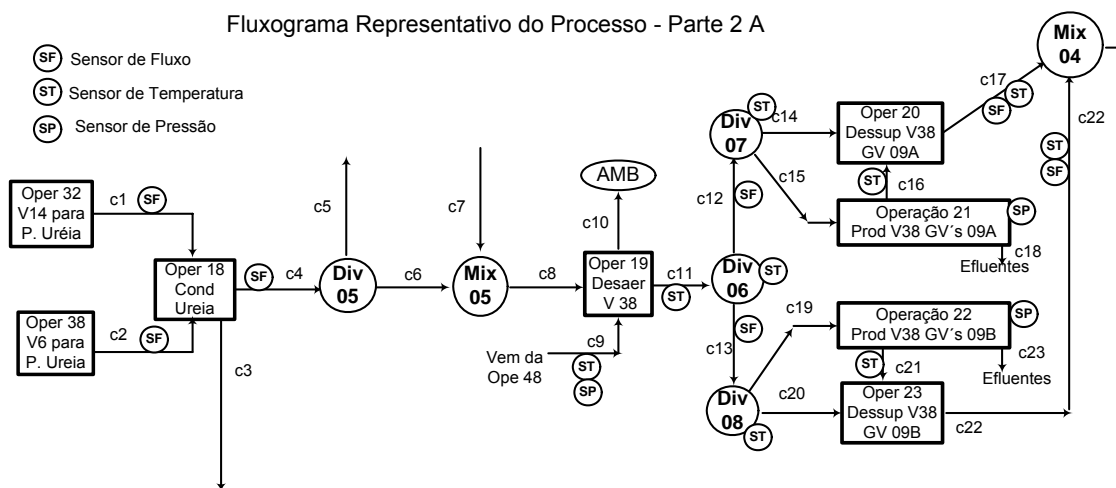 Fluxograma Representativo do Processo - Parte 2 A
SF Sensor de Fluxo
ST Sensor de Temperatura
SP Sensor de Pressão
Oper 32
V14 para
P. Uréia
c1
SF
Oper 38
V6 para
P. Ureia
c2
SF
Oper 18
Cond
Ureia
c3
SF
c4
c5
Div
05
c6
c7
Mix
05
c8
AMB
c10
Oper 19
Desaer
V 38
Vem da
Ope 48
c9
ST
SP
c11
ST
Div
06
ST
c12
SF
SF
c13
Div
07
ST
c14
c15
Oper 20
Dessup V38
GV 09A
ST
c16
Operação 21
Prod V38 GV´s 09A
SP
c18
Efluentes
c17
ST
SF
Mix
04
c22
ST
SF
Div
08
ST
c19
c20
Operação 22
Prod V38 GV´s 09B
SP
c23
Efluentes
ST
c21
Oper 23
Dessup V38
GV 09B
c22